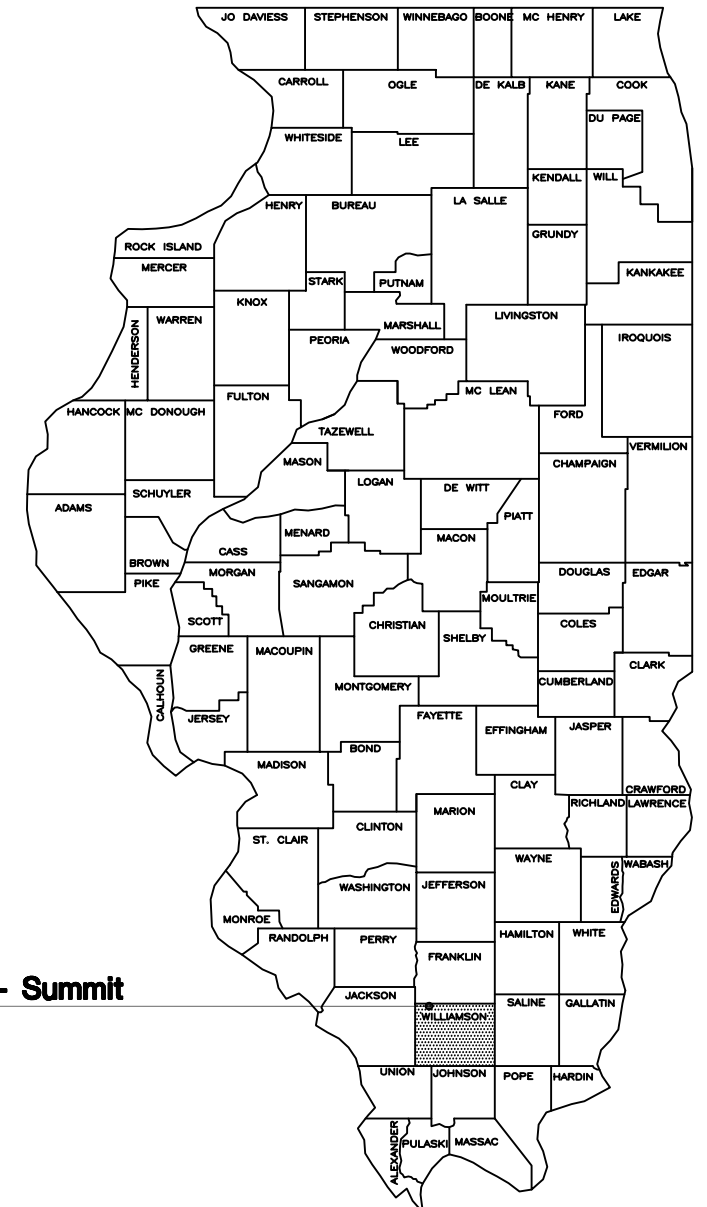 JO DAVIESS STEPHENSON WINNEBAGO BOONE MC HENRY LAKE
CARROLL OGLE DE KALB KANE COOK
DU PAGE
WHITESIDE LEE
KENDALL WILL
HENRY BUREAU LA SALLE
GRUNDY
ROCK ISLAND
MERCER STARK PUTNAM KANKAKEE
KNOX
HENDERSON WARREN MARSHALL LIVINGSTON
PEORIA WOODFORD IROQUOIS
FULTON MC LEAN
HANCOCK MC DONOUGH FORD
TAZEWELL
VERMILION
MASON CHAMPAIGN
LOGAN DE WITT
SCHUYLER
ADAMS PIATT
MENARD MACON
CASS
BROWN
MORGAN DOUGLAS EDGAR
PIKE SANGAMON
MOULTRIE
SCOTT CHRISTIAN COLES
SHELBY
GREENE MACOUPIN
CLARK
CALHOUN MONTGOMERY CUMBERLAND
JERSEY FAYETTE
EFFINGHAM JASPER
BOND
MADISON
CLAY CRAWFORD
MARION RICHLAND LAWRENCE
CLINTON
ST. CLAIR
WAYNE EDWARDS WABASH
WASHINGTON JEFFERSON
MONROE
RANDOLPH PERRY HAMILTON WHITE
FRANKLIN
- Summit
JACKSON SALINE GALLATIN
WILLIAMSON
UNION JOHNSON POPE HARDIN
ALEXANDER PULASKI MASSAC